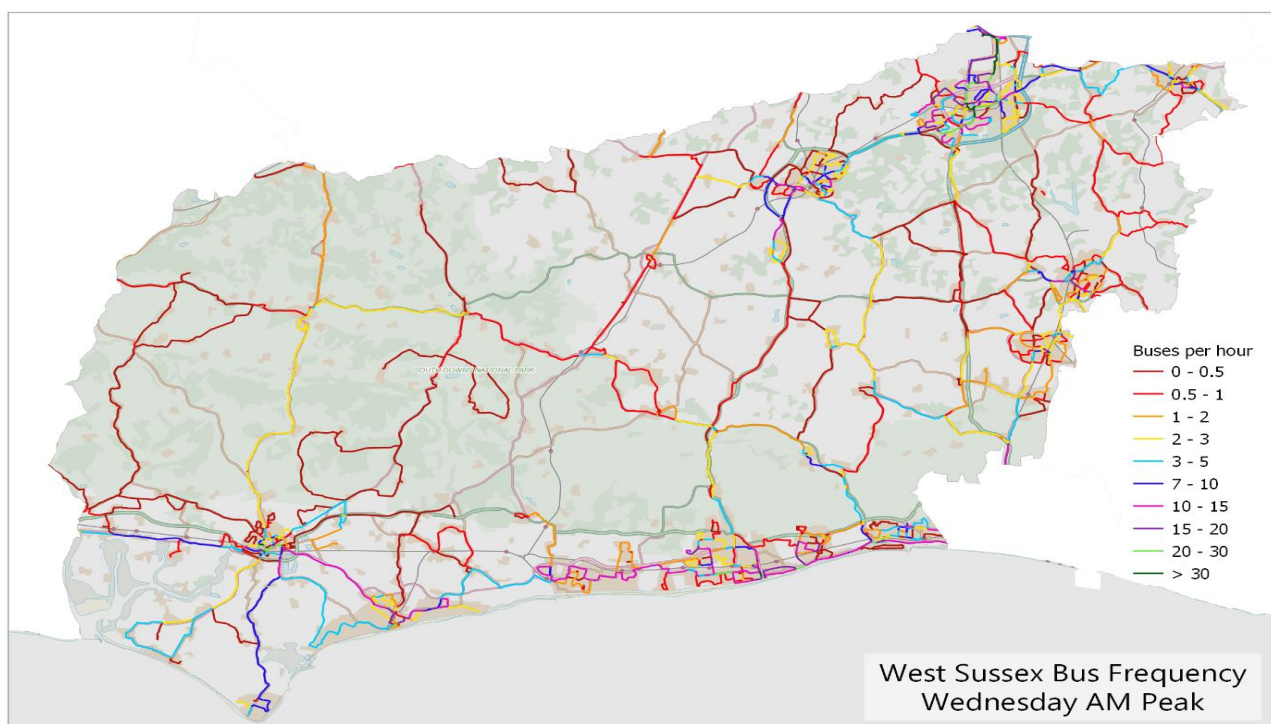 SOUTH DOWNS NATIONAL PARK
Buses per hour
0 - 0.5
0.5 - 1
1 - 2
2 - 3
3 - 5
7 - 10
10 - 15
15 - 20
20 - 30
> 30
West Sussex Bus Frequency
Wednesday AM Peak